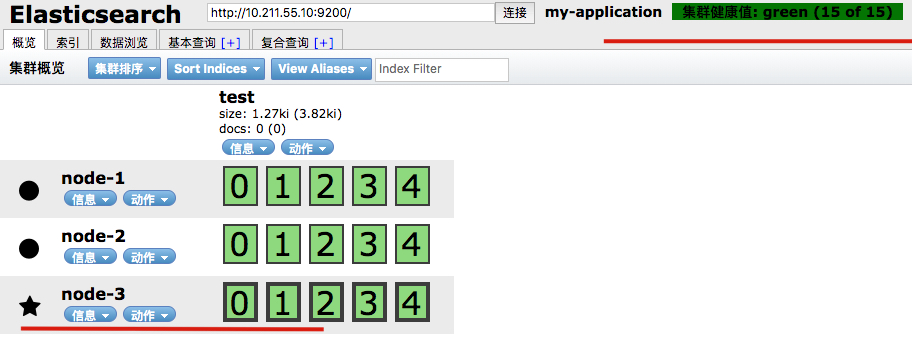 Elasticsearch http://10.211.55.10:9200/ 连接 my-application 集群健康值: green (15 of 15)
概览 索引 数据浏览 基本查询 [+] 复合查询 [+]
集群概览 集群排序 Sort Indices View Aliases Index Filter
test
size: 1.27ki (3.82ki)
docs: 0 (0)
信息 动作
node-1 0 1 2 3 4
信息 动作
node-2 0 1 2 3 4
信息 动作
node-3 0 1 2 3 4
信息 动作